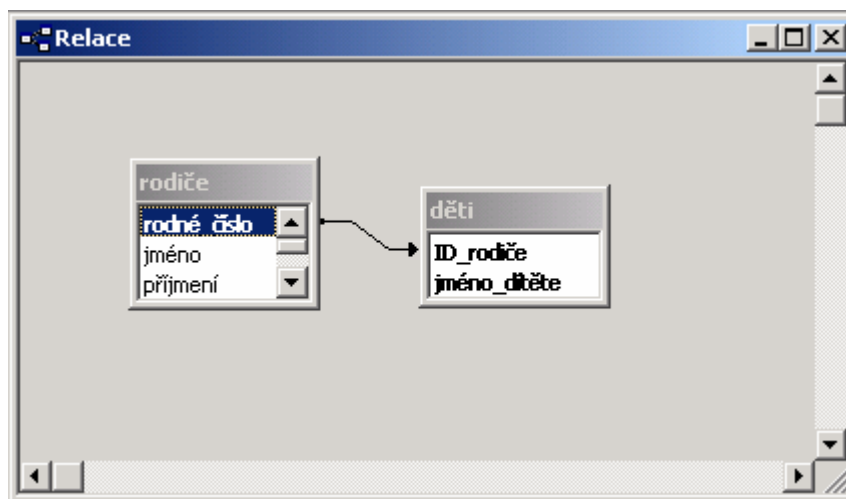 Relace
rodiče
rodné číslo
jméno
příjmení
děti
ID_rodiče
jméno_dítěte